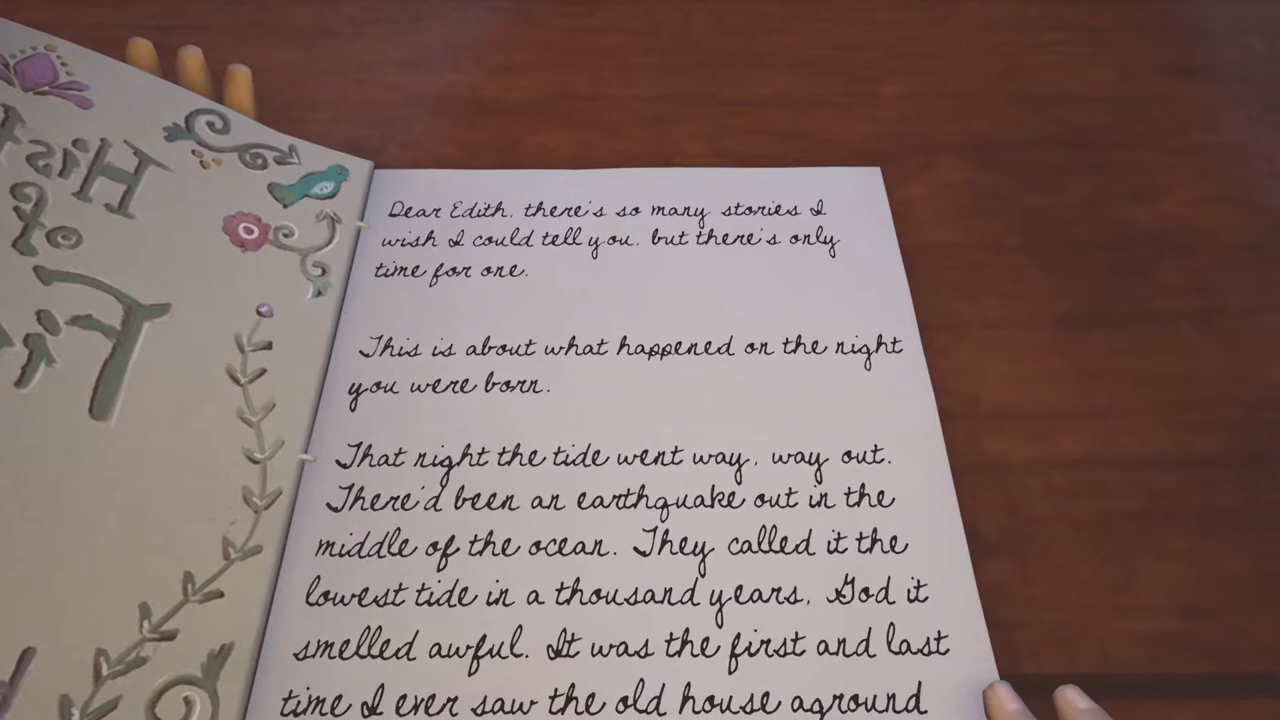 Dear Edith, there's so many stories I
wish I could tell you, but there's only
time for one.
This is about what happened on the night
you were born.
That night the tide went way, way out.
There'd been an earthquake out in the
middle of the ocean. They called it the
lowest tide in a thousand years, God it
smelled awful. It was the first and last
time I ever saw the old house aground
Hist
of